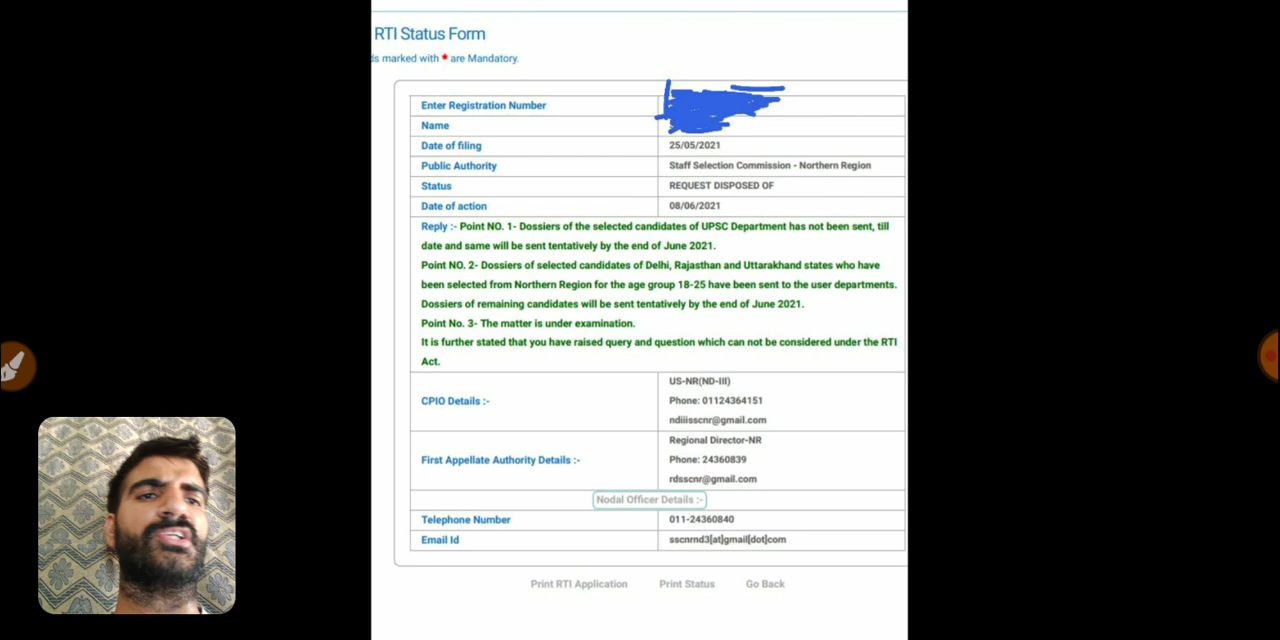 RTI Status Form
ds marked with * are Mandatory.
Enter Registration Number
Name
Date of filing 25/05/2021
Public Authority Staff Selection Commission - Northern Region
Status REQUEST DISPOSED OF
Date of action 08/06/2021
Reply :- Point NO. 1- Dossiers of the selected candidates of UPSC Department has not been sent, till
date and same will be sent tentatively by the end of June 2021.
Point NO. 2- Dossiers of selected candidates of Delhi, Rajasthan and Uttarakhand states who have
been selected from Northern Region for the age group 18-25 have been sent to the user departments.
Dossiers of remaining candidates will be sent tentatively by the end of June 2021.
Point No. 3- The matter is under examination.
It is further stated that you have raised query and question which can not be considered under the RTI
Act.
CPIO Details :-
US-NR(ND-III)
Phone: 01124364151
ndiiisscnr@gmail.com
First Appellate Authority Details :-
Regional Director-NR
Phone: 24360839
rdsscnr@gmail.com
Nodal Officer Details :-
Telephone Number 011-24360840
Email Id sscnrnd3[at]gmail[dot]com
Print RTI Application Print Status Go Back